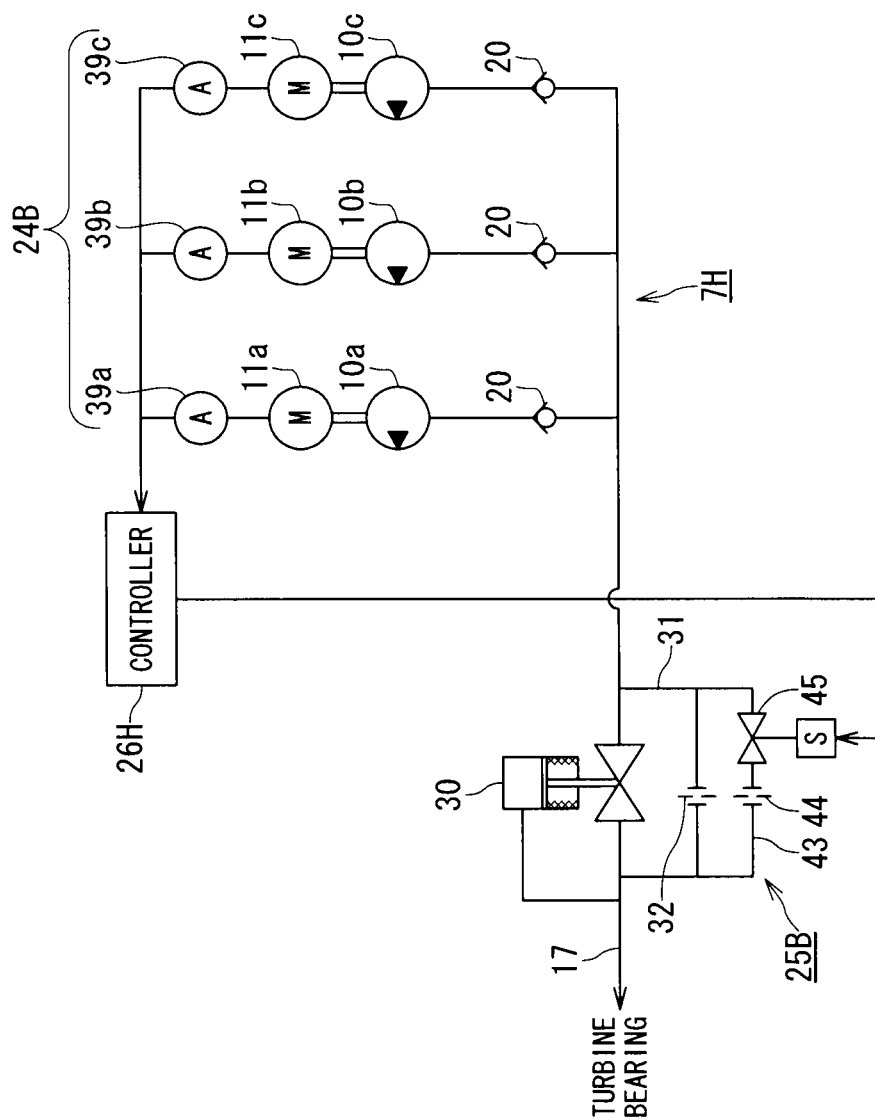 24B
39a
39b
39c
A
A
A
11a
11b
11c
M
M
M
10a
10b
10c
20
20
20
7H
CONTROLLER
26H
30
31
45
S
32
44
43
25B
17
TURBINE
BEARING